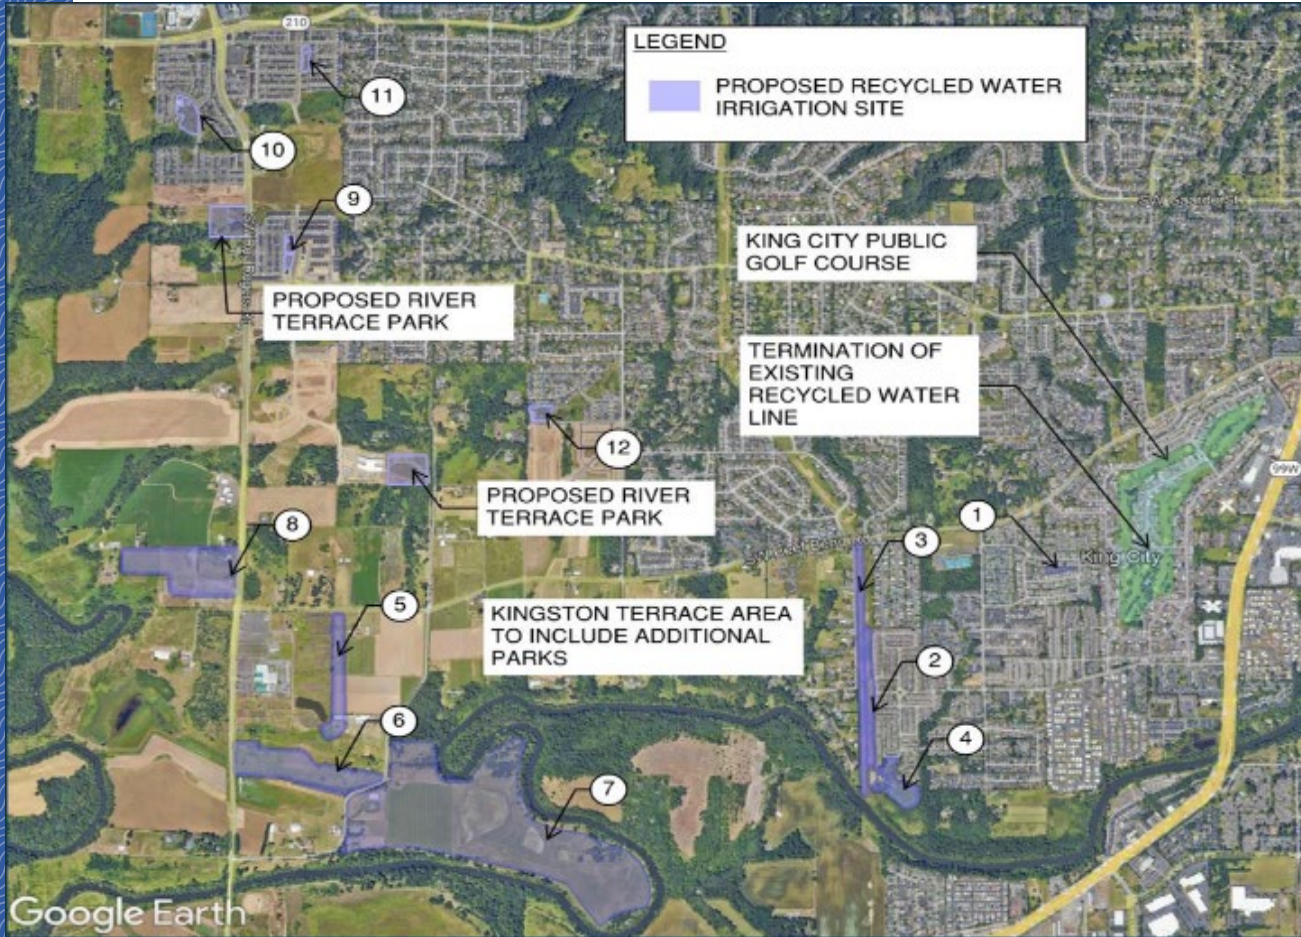 210
LEGEND
PROPOSED RECYCLED WATER
IRRIGATION SITE
11
10
9
KING CITY PUBLIC
GOLF COURSE
PROPOSED RIVER
TERRACE PARK
TERMINATION OF
EXISTING
RECYCLED WATER
LINE
12
99W
PROPOSED RIVER
TERRACE PARK
8
1
3
King City
5
KINGSTON TERRACE AREA
TO INCLUDE ADDITIONAL
PARKS
2
6
4
7
Google Earth